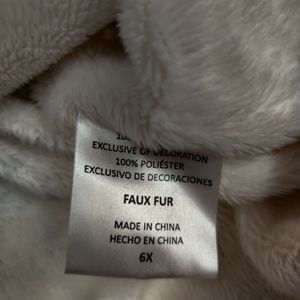 EXCLUSIVE OF DECORATION
100% POLIÉSTER
EXCLUSIVO DE DECORACIONES
FAUX FUR
MADE IN CHINA
HECHO EN CHINA
6X